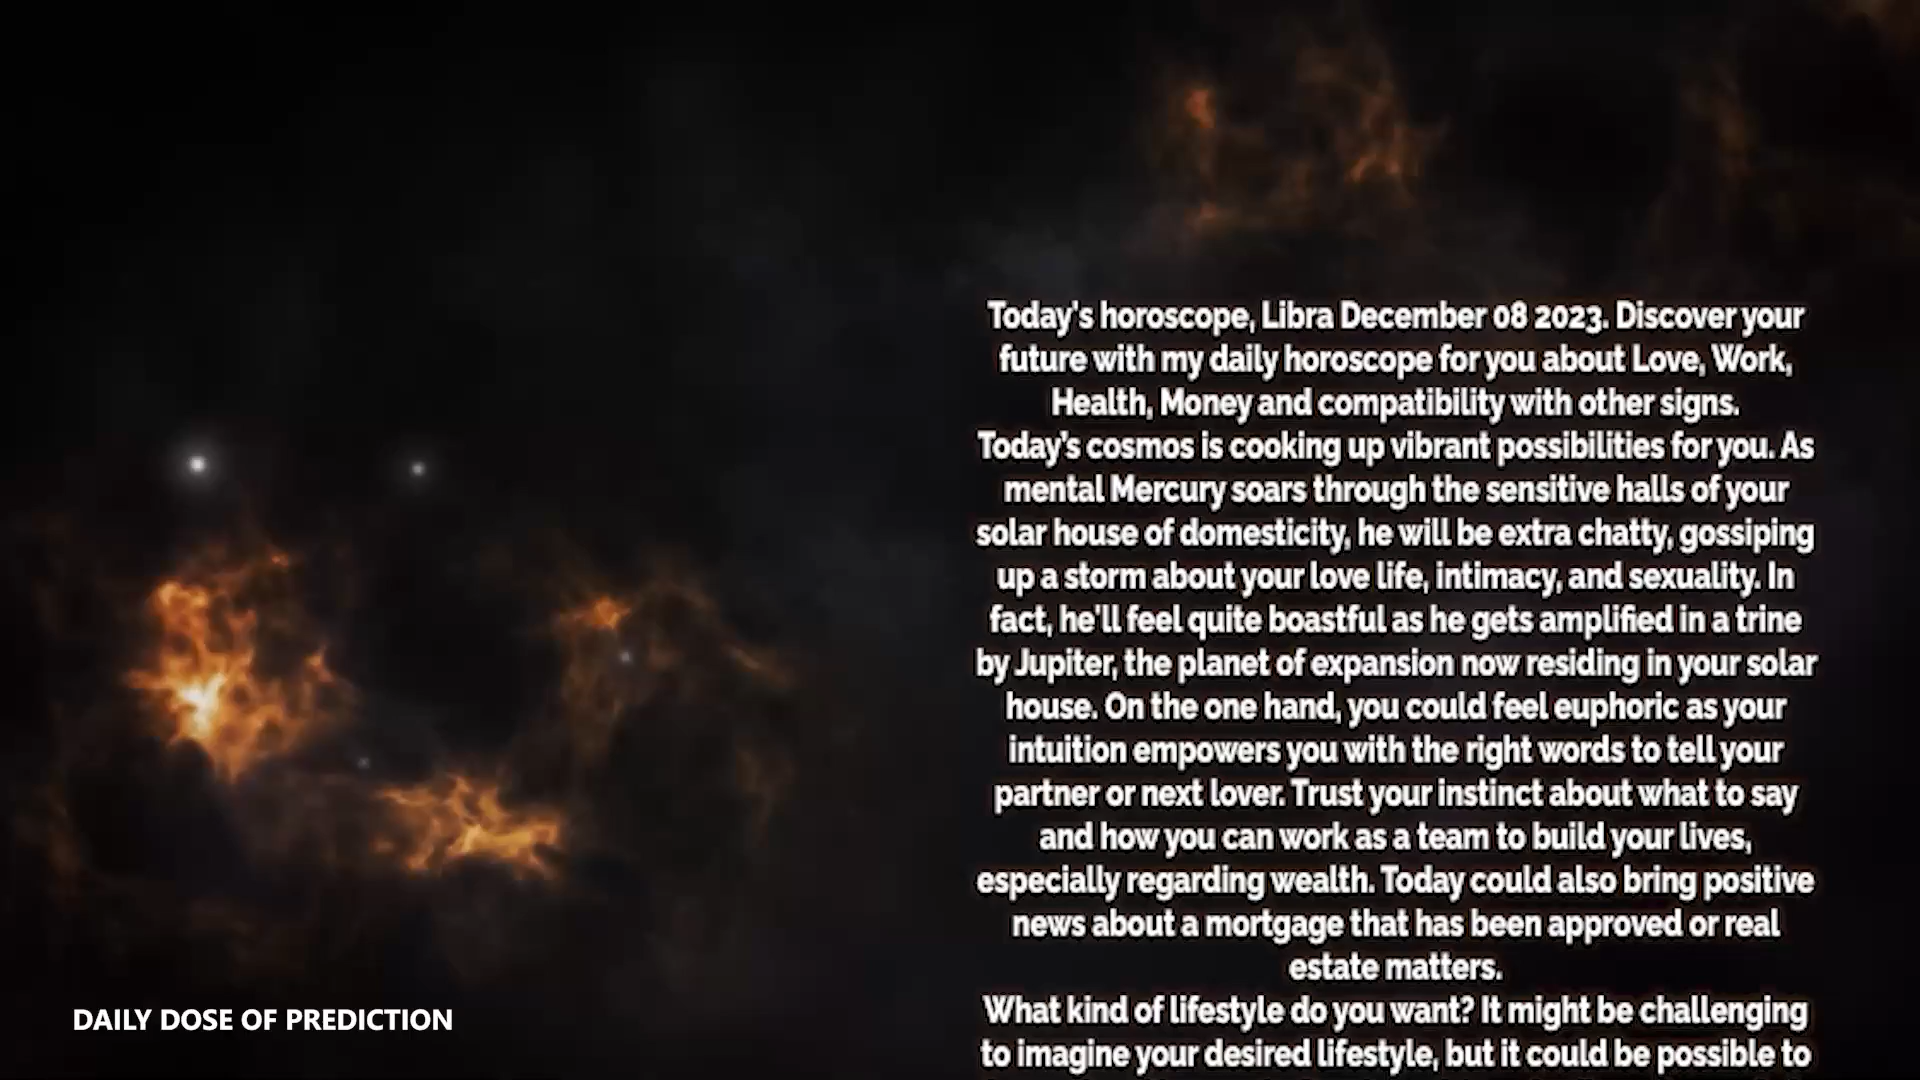 Today's horoscope, Libra December 08 2023. Discover your
future with my daily horoscope for you about Love, Work,
Health, Money and compatibility with other signs.
Today's cosmos is cooking up vibrant possibilities for you. As
mental Mercury soars through the sensitive halls of your
solar house of domesticity, he will be extra chatty, gossiping
up a storm about your love life, intimacy, and sexuality. In
fact, he'll feel quite boastful as he gets amplified in a trine
by Jupiter, the planet of expansion now residing in your solar
house. On the one hand, you could feel euphoric as your
intuition empowers you with the right words to tell your
partner or next lover. Trust your instinct about what to say
and how you can work as a team to build your lives,
especially regarding wealth. Today could also bring positive
news about a mortgage that has been approved or real
estate matters.
What kind of lifestyle do you want? It might be challenging
to imagine your desired lifestyle, but it could be possible to
DAILY DOSE OF PREDICTION